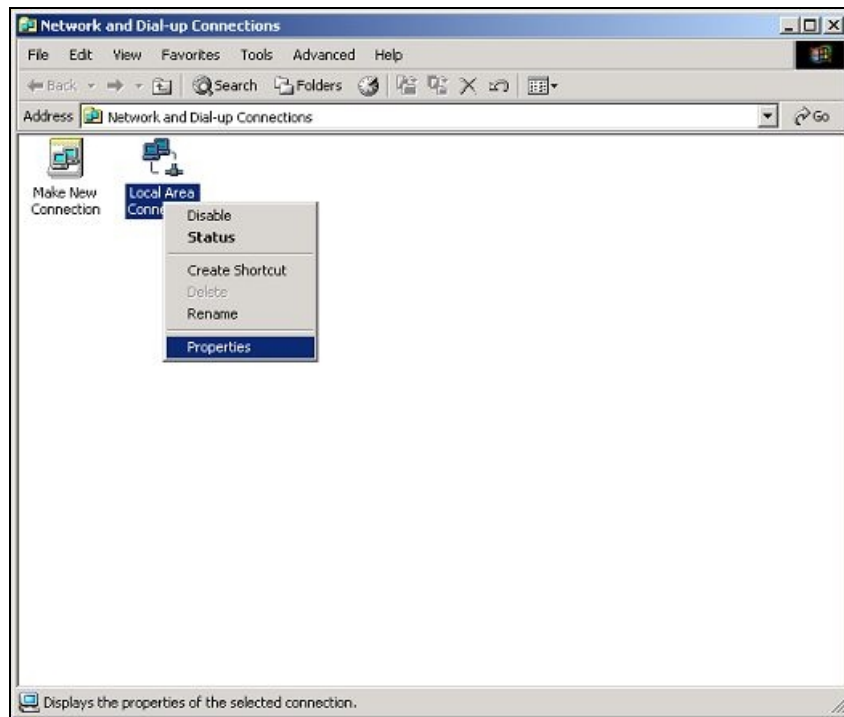 Network and Dial-up Connections
File Edit View Favorites Tools Advanced Help
Back Search Folders
Address Network and Dial-up Connections Go
Make New
Connection
Local Area
Disable
Status
Create Shortcut
Delete
Rename
Properties
Displays the properties of the selected connection.